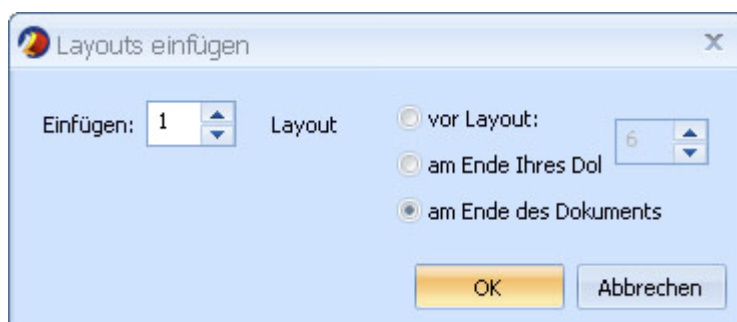 Layouts einfügen
Einfügen: 1 Layout
vor Layout:
6
am Ende Ihres Dol
am Ende des Dokuments
OK Abbrechen